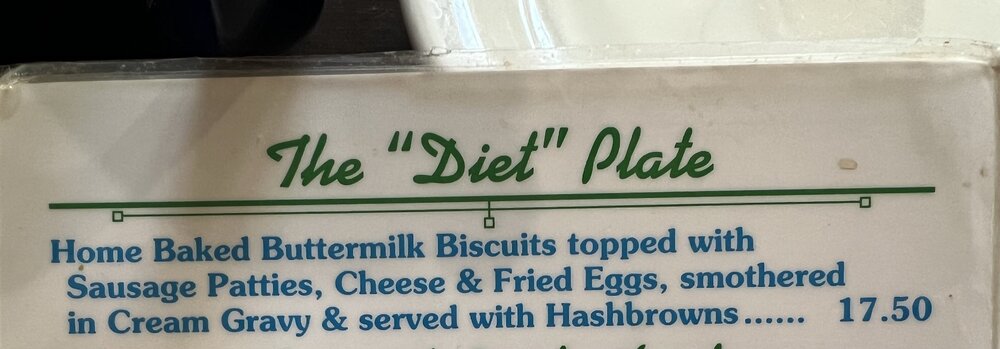 The "Diet" Plate
Home Baked Buttermilk Biscuits topped with
Sausage Patties, Cheese & Fried Eggs, smothered
in Cream Gravy & served with Hashbrowns...... 17.50